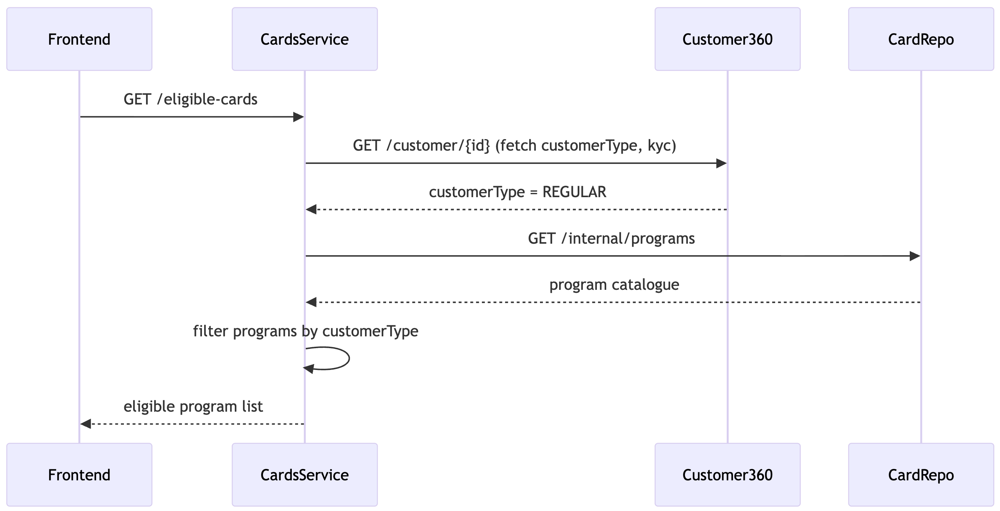 Frontend
CardsService
Customer360
CardRepo
GET /eligible-cards
GET /customer/{id} (fetch customerType, kyc)
customerType = REGULAR
GET /internal/programs
program catalogue
filter programs by customerType
eligible program list
Frontend
CardsService
Customer360
CardRepo